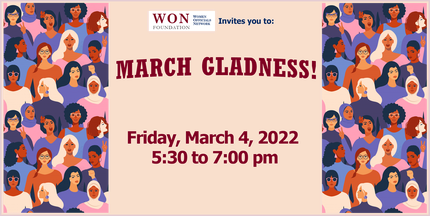 WON
FOUNDATION
WOMEN
OFFICIALS
NETWORK
Invites you to:
MARCH GLADNESS!
Friday, March 4, 2022
5:30 to 7:00 pm